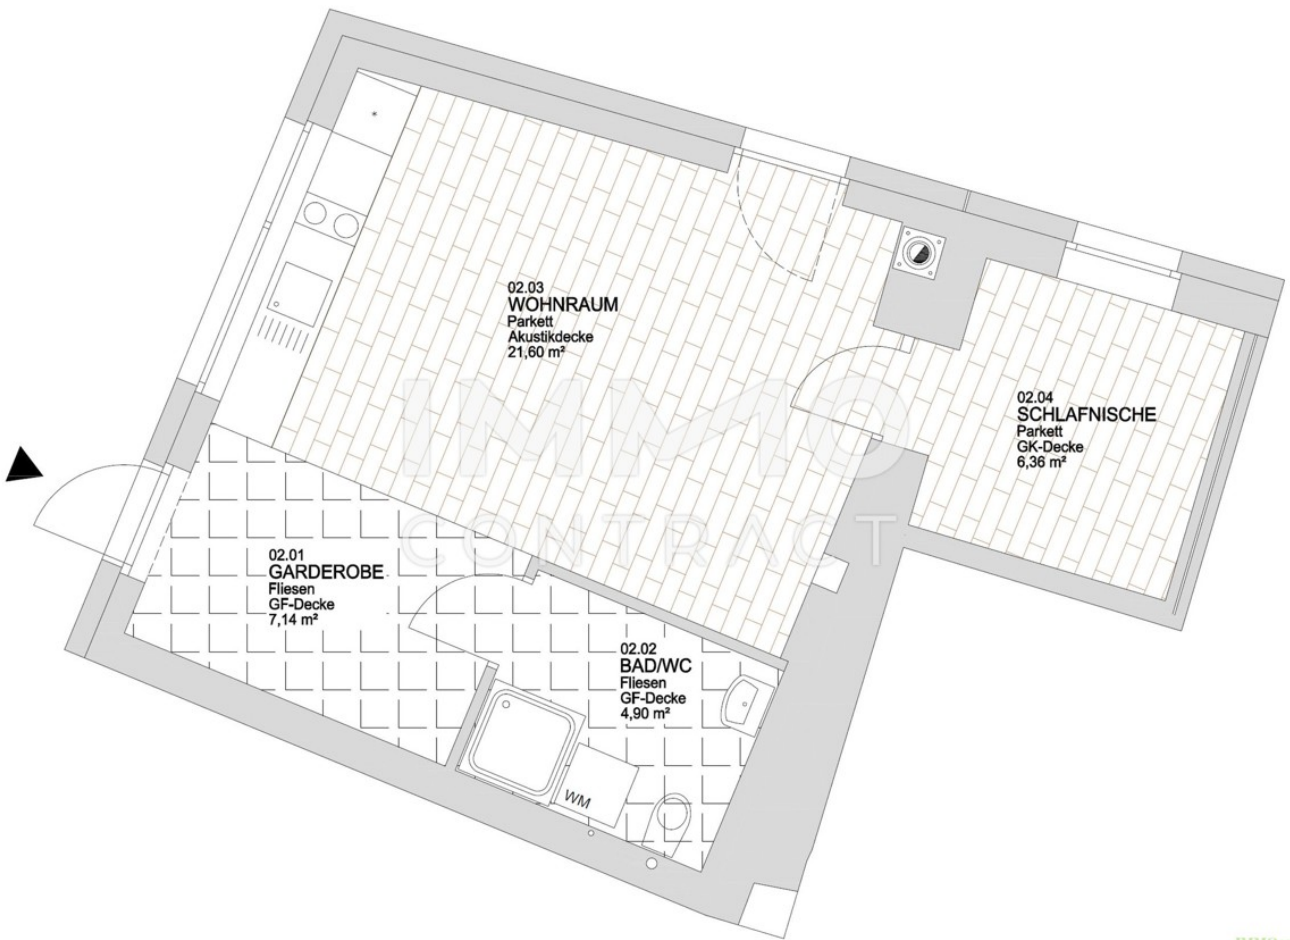 02.03
WOHNRAUM
Parkett
Akustikdecke
21,60 m²
02.04
SCHLAFNISCHE
Parkett
GK-Decke
6,36 m²
IMMO
CONTRACT
02.01
GARDEROBE
Fliesen
GF-Decke
7,14 m²
02.02
BAD/WC
Fliesen
GF-Decke
4,90 m²
WM